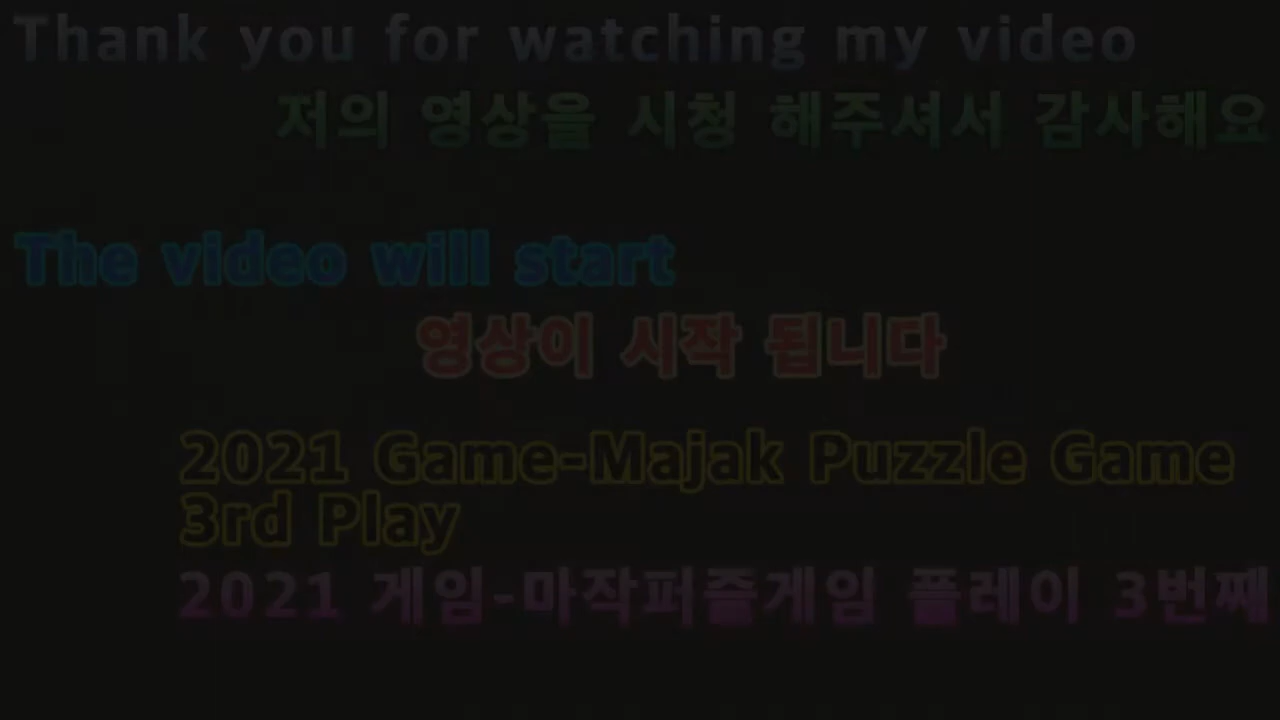 Thank you for watching my video
저의 영상을 시청 해주셔서 감사해요
The video will start
영상이 시작 됩니다
2021 Game-Majak Puzzle Game
3rd Play
2021 게임-마작퍼즐게임 플레이 3번째